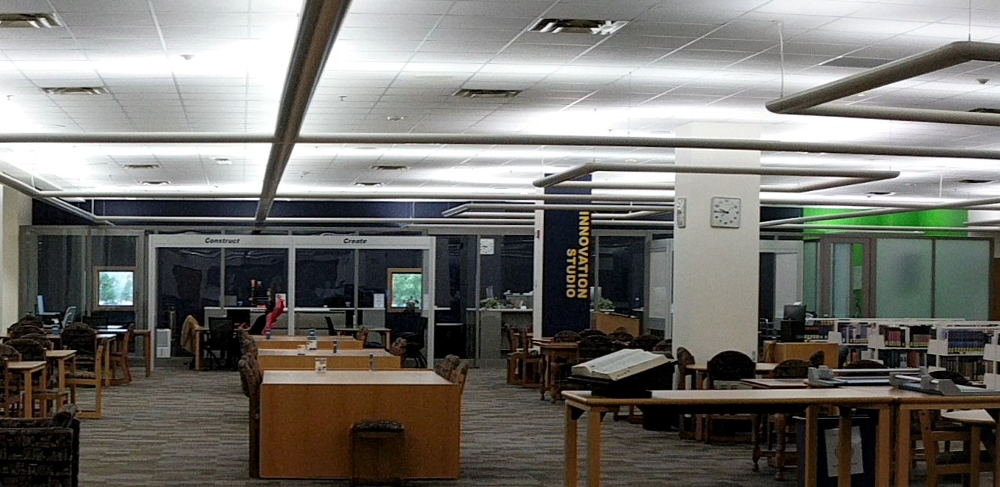 Construct
Create
INNOVATION
STUDIO